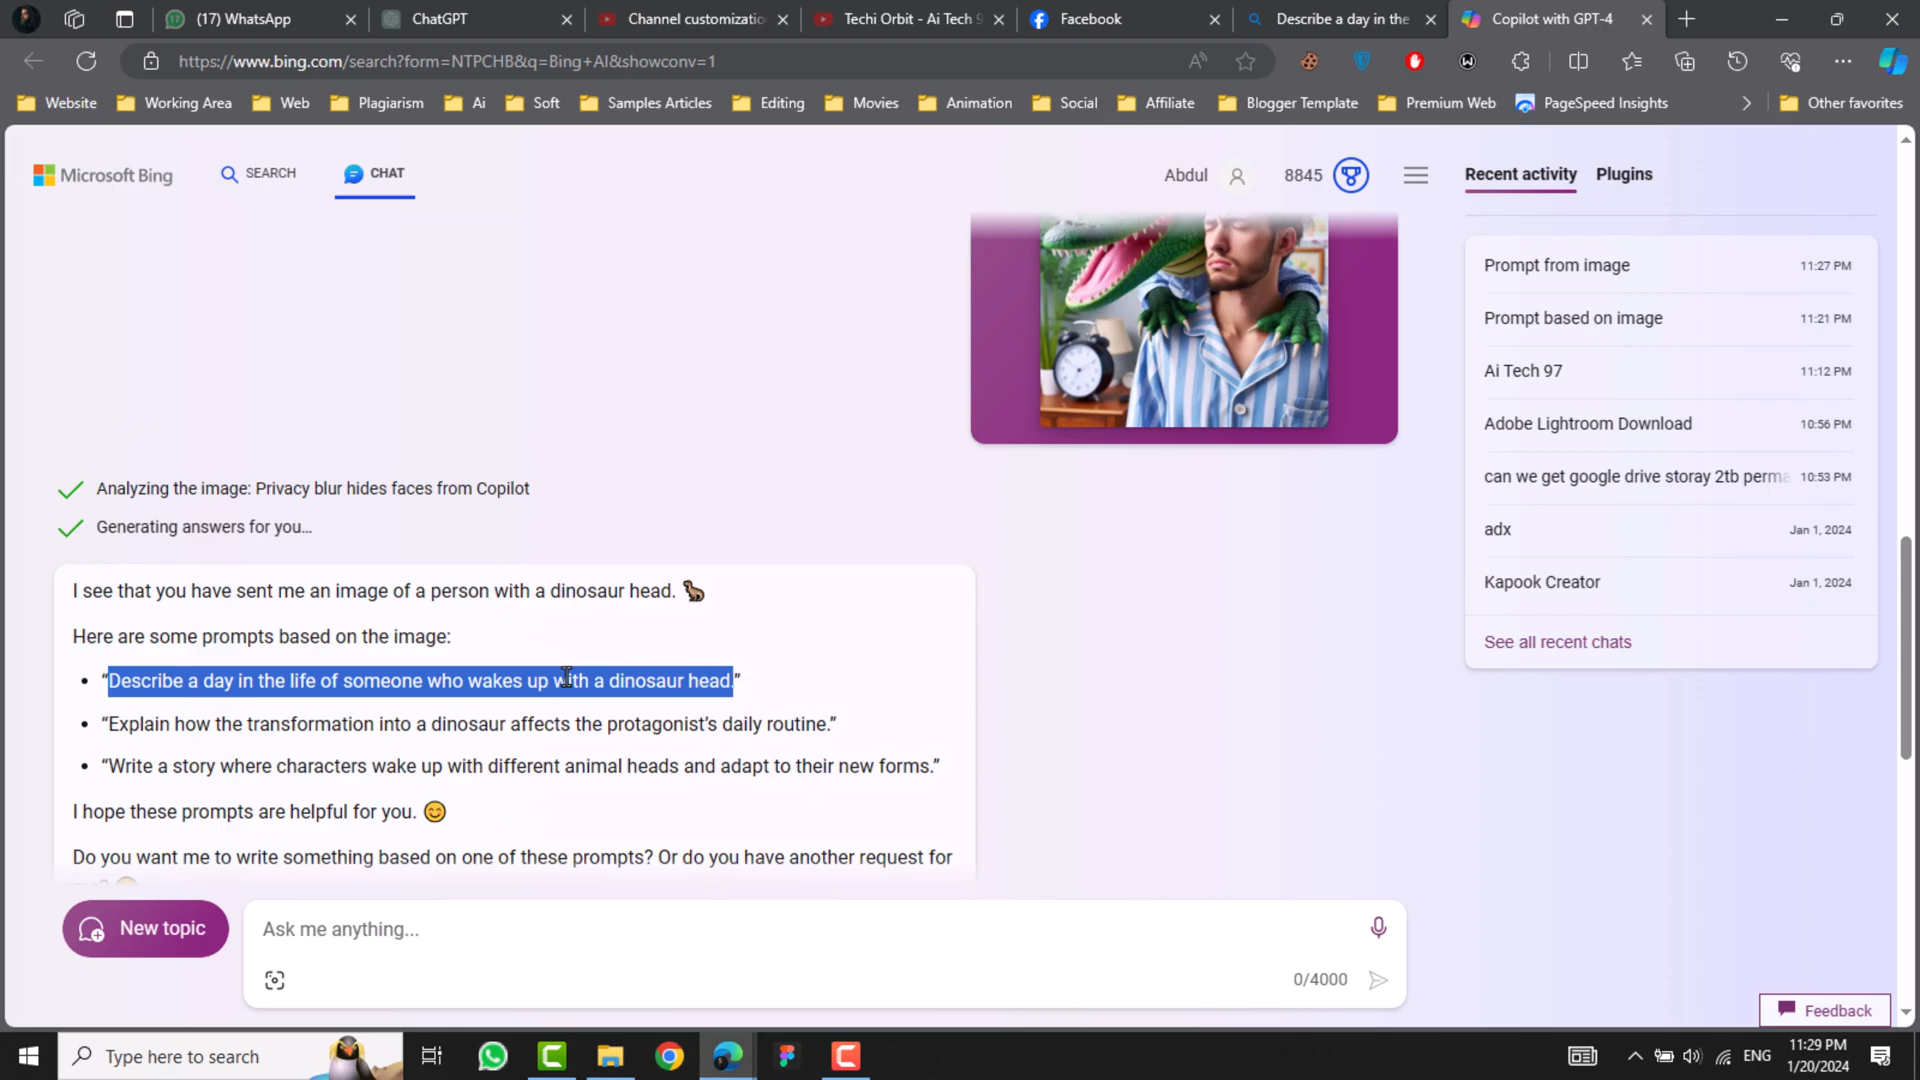 (17) WhatsApp
ChatGPT
Channel customizatio
Techi Orbit - Ai Tech 9
Facebook
Describe a day in the
Copilot with GPT-4
https://www.bing.com/search?form=NTPCHB&q=Bing+AI&showconv=1
Website
Working Area
Web
Plagiarism
Ai
Soft
Samples Articles
Editing
Movies
Animation
Social
Affiliate
Blogger Template
Premium Web
PageSpeed Insights
Other favorites
Microsoft Bing
SEARCH
CHAT
Abdul
8845
Recent activity
Plugins
Prompt from image 11:27 PM
Prompt based on image 11:21 PM
Ai Tech 97 11:12 PM
Adobe Lightroom Download 10:56 PM
can we get google drive storay 2tb perma 10:53 PM
adx Jan 1, 2024
Kapook Creator Jan 1, 2024
See all recent chats
Analyzing the image: Privacy blur hides faces from Copilot
Generating answers for you...
I see that you have sent me an image of a person with a dinosaur head. 🦖
Here are some prompts based on the image:
• “Describe a day in the life of someone who wakes up with a dinosaur head.”
• “Explain how the transformation into a dinosaur affects the protagonist’s daily routine.”
• “Write a story where characters wake up with different animal heads and adapt to their new forms.”
I hope these prompts are helpful for you. 😊
Do you want me to write something based on one of these prompts? Or do you have another request for
New topic
Ask me anything...
0/4000
Feedback
Type here to search
ENG
11:29 PM
1/20/2024